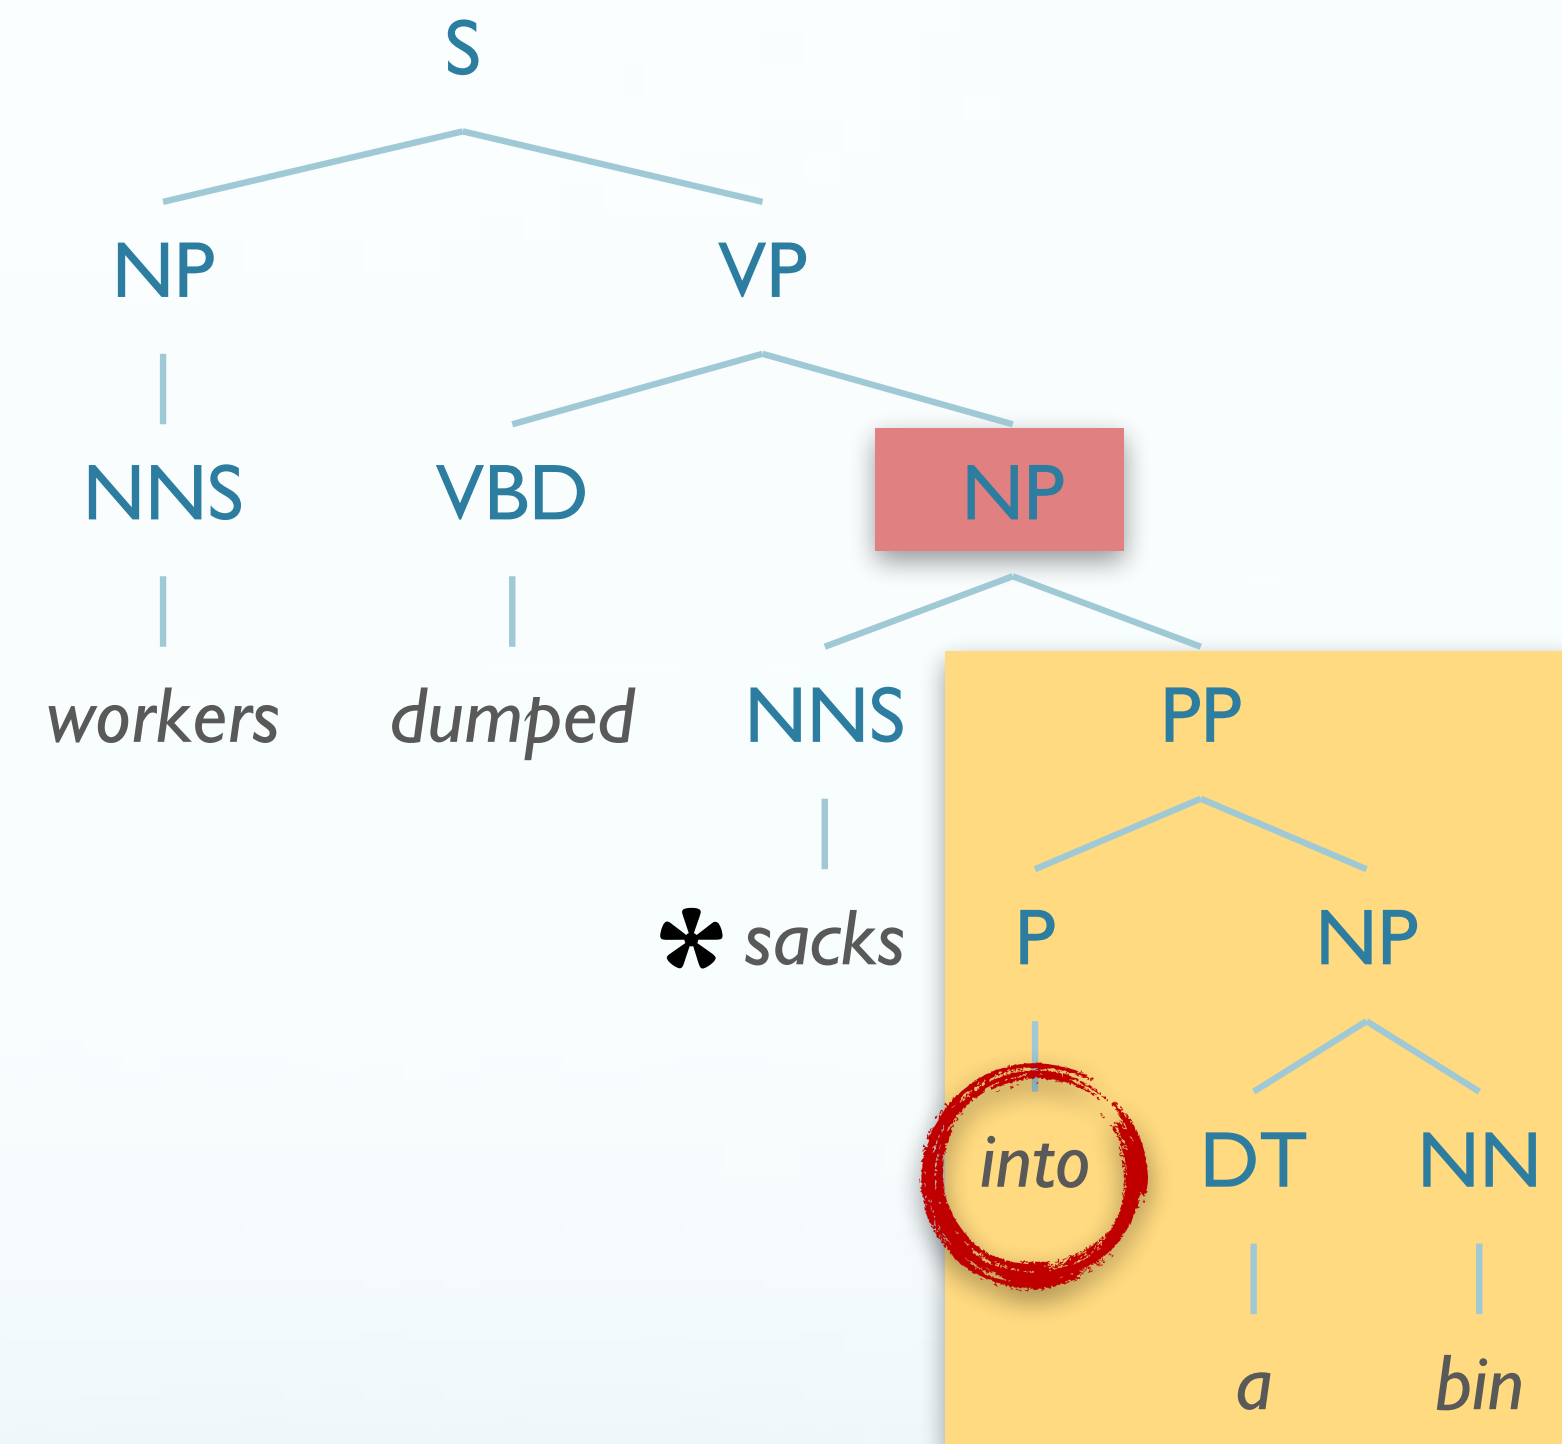 S
NP VP
NNS VBD NP
workers dumped NNS PP
* sacks P NP
into DT NN
a bin